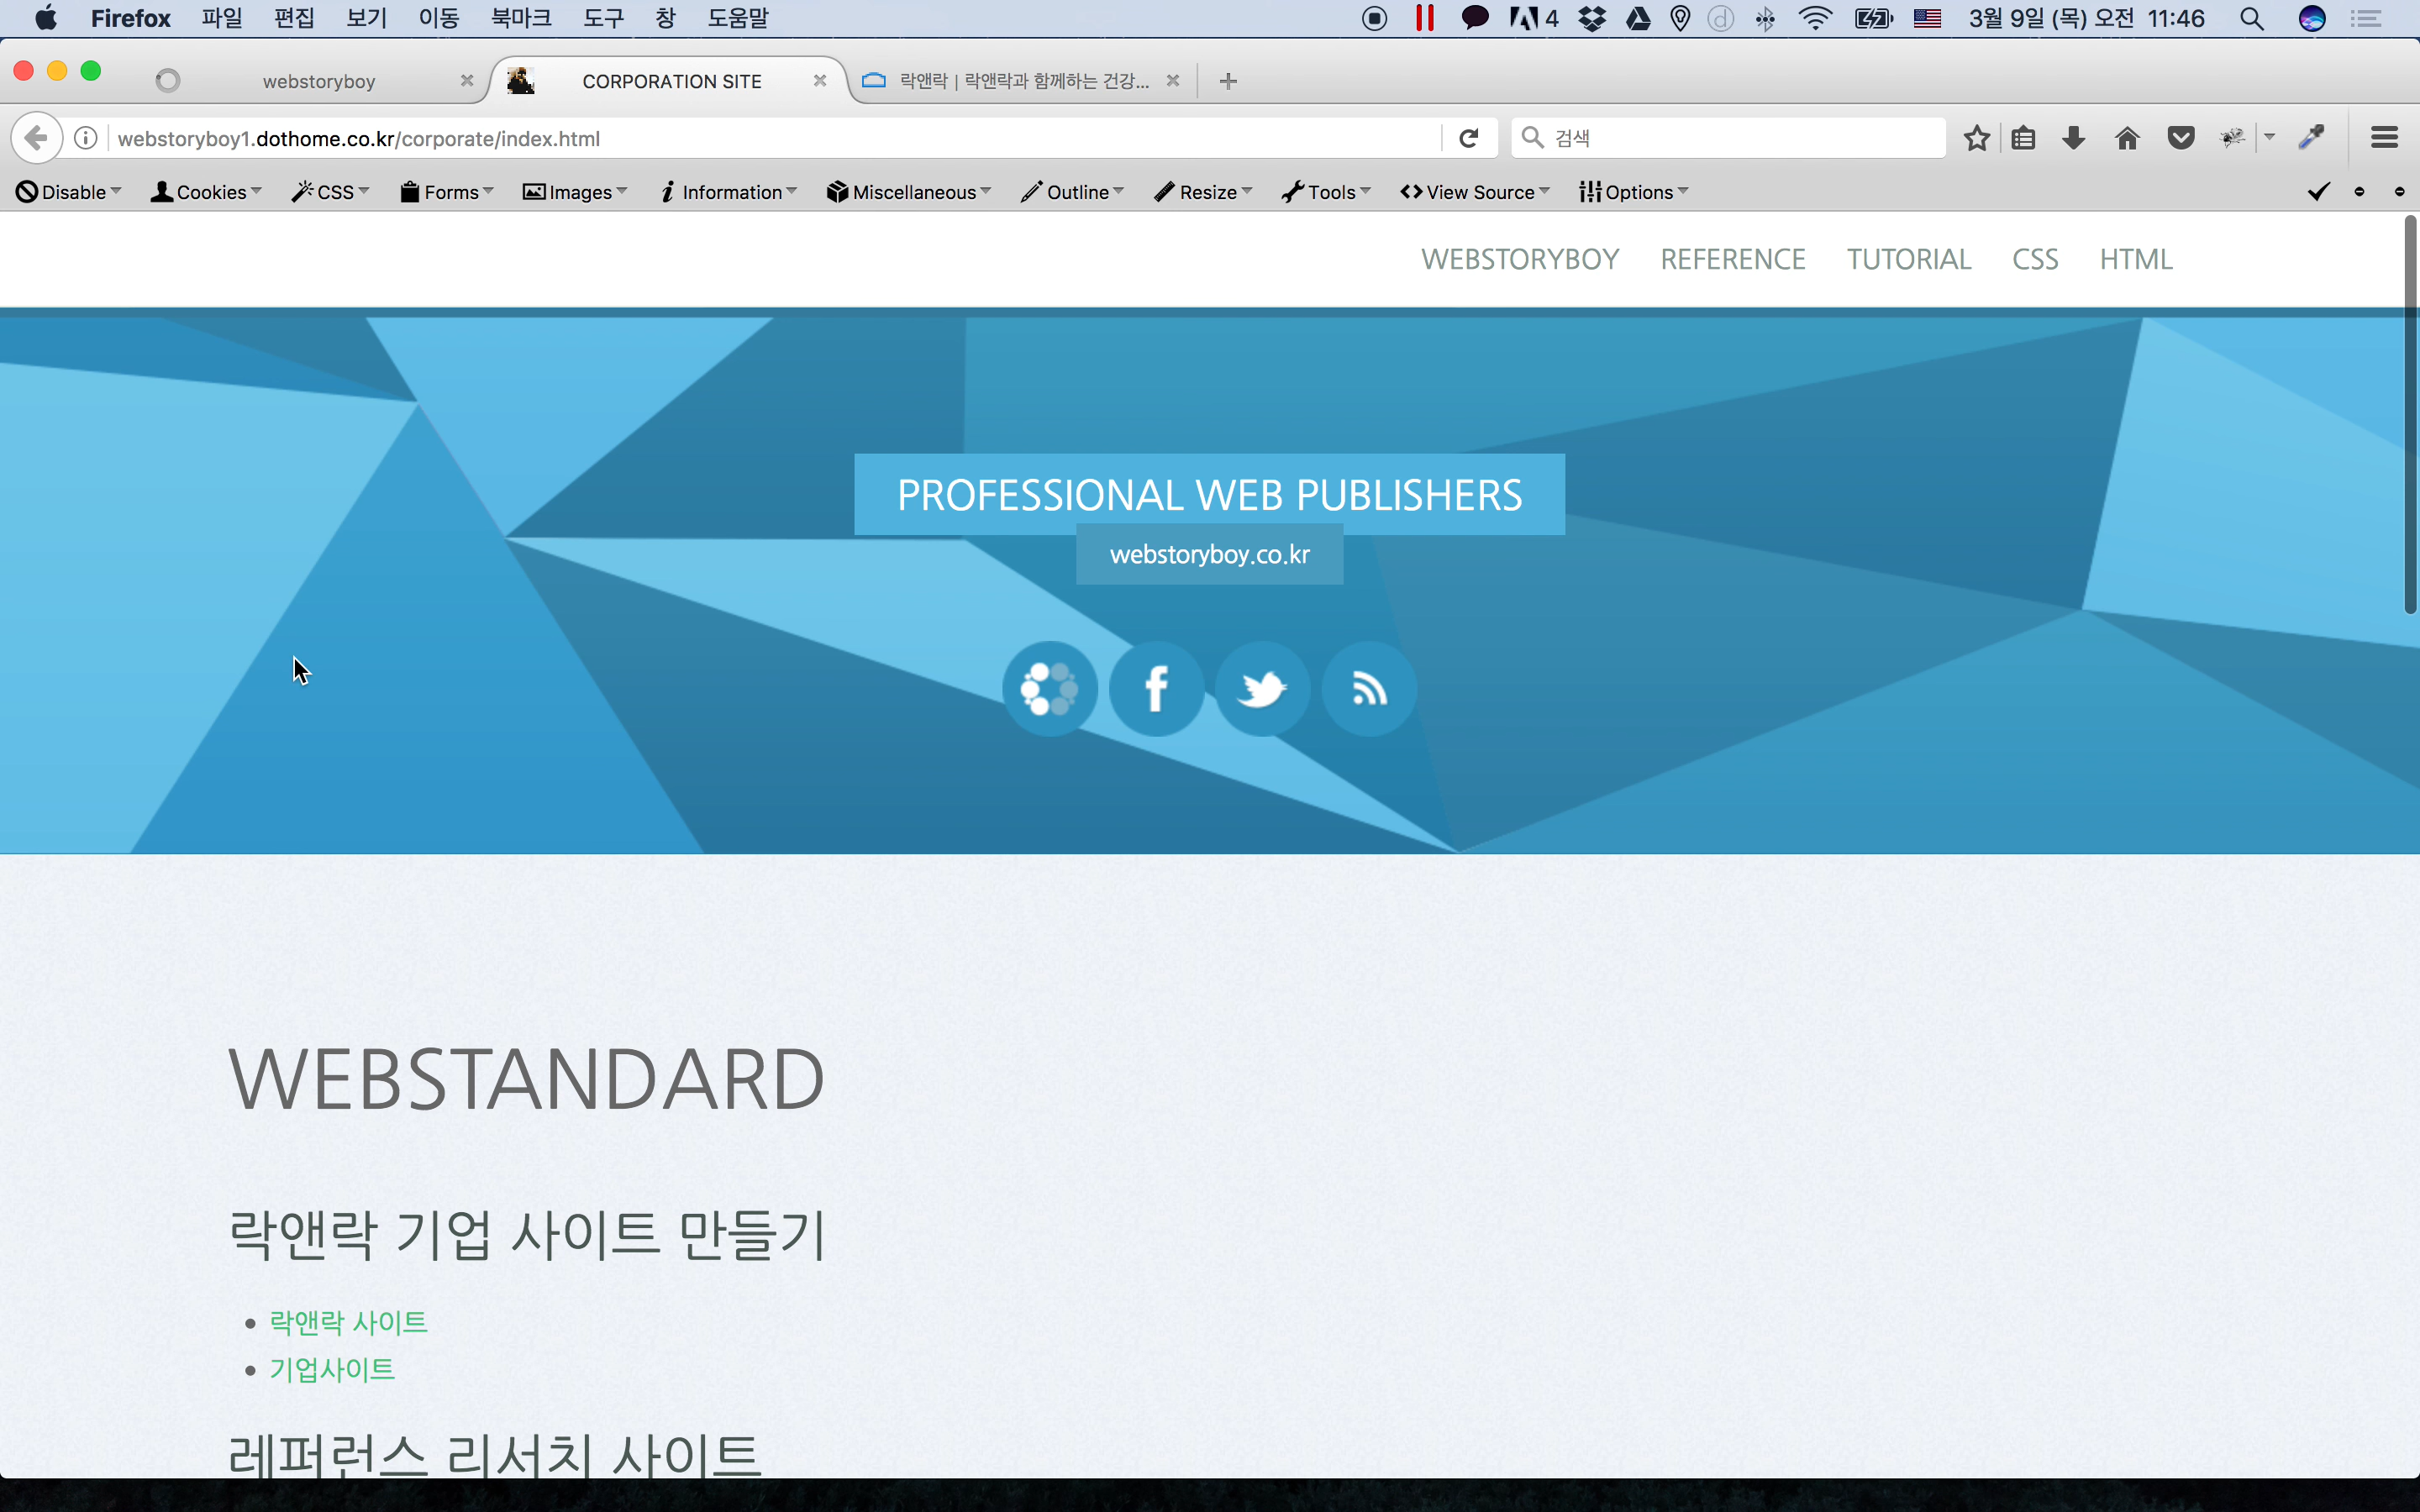 Firefox 파일 편집 보기 이동 북마크 도구 창 도움말 4 3월 9일 (목) 오전 11:46
webstoryboy CORPORATION SITE 락앤락 | 락앤락과 함께하는 건강...
webstoryboy1.dothome.co.kr/corporate/index.html 검색
Disable Cookies CSS Forms Images Information Miscellaneous Outline Resize Tools View Source Options
WEBSTORYBOY REFERENCE TUTORIAL CSS HTML
PROFESSIONAL WEB PUBLISHERS
webstoryboy.co.kr
WEBSTANDARD
락앤락 기업 사이트 만들기
락앤락 사이트
기업사이트
레퍼런스 리서치 사이트